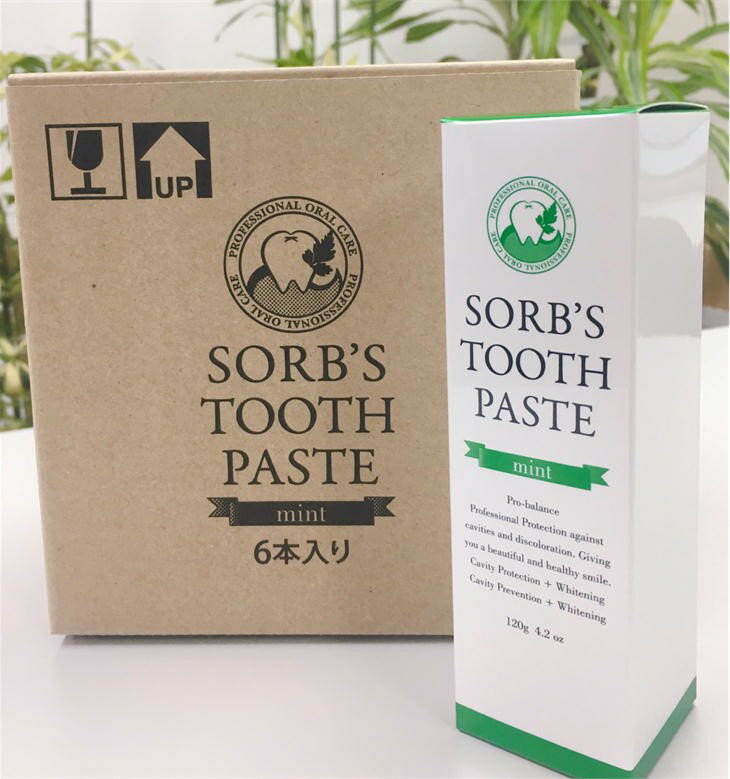 UP
PROFESSIONAL ORAL CARE
PROFESSIONAL ORAL CARE
SORB'S
TOOTH
PASTE
mint
6本入り
PROFESSIONAL ORAL CARE
PROFESSIONAL ORAL CARE
SORB'S
TOOTH
PASTE
mint
Pro-balance
Professional Protection against
cavities and discoloration. Giving
you a beautiful and healthy smile.
Cavity Protection + Whitening
Cavity Prevention + Whitening
120g 4.2 oz